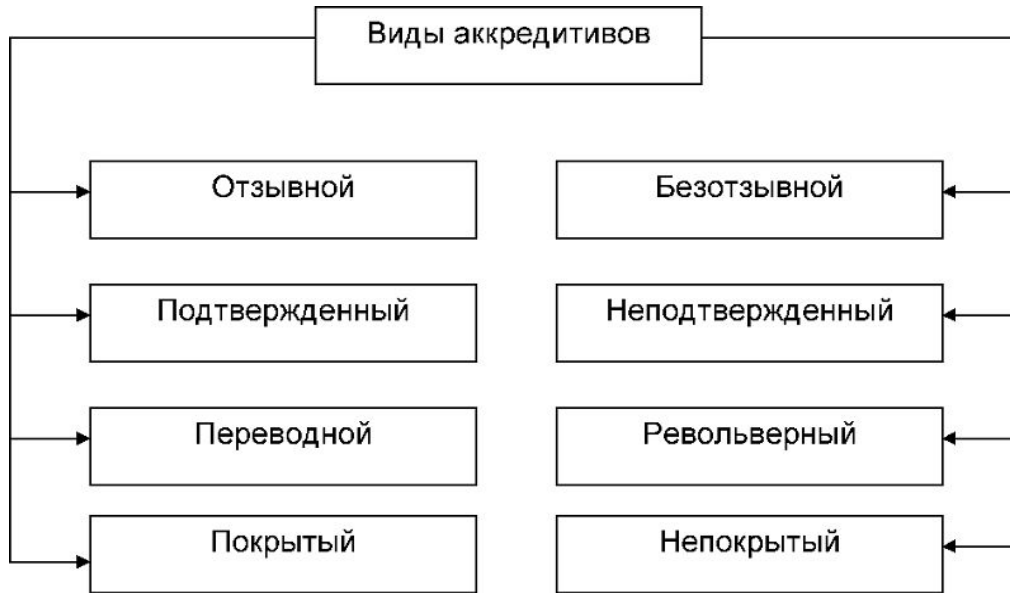 Виды аккредитивов
Отзывной
Безотзывной
Подтвержденный
Неподтвержденный
Переводной
Револьверный
Покрытый
Непокрытый